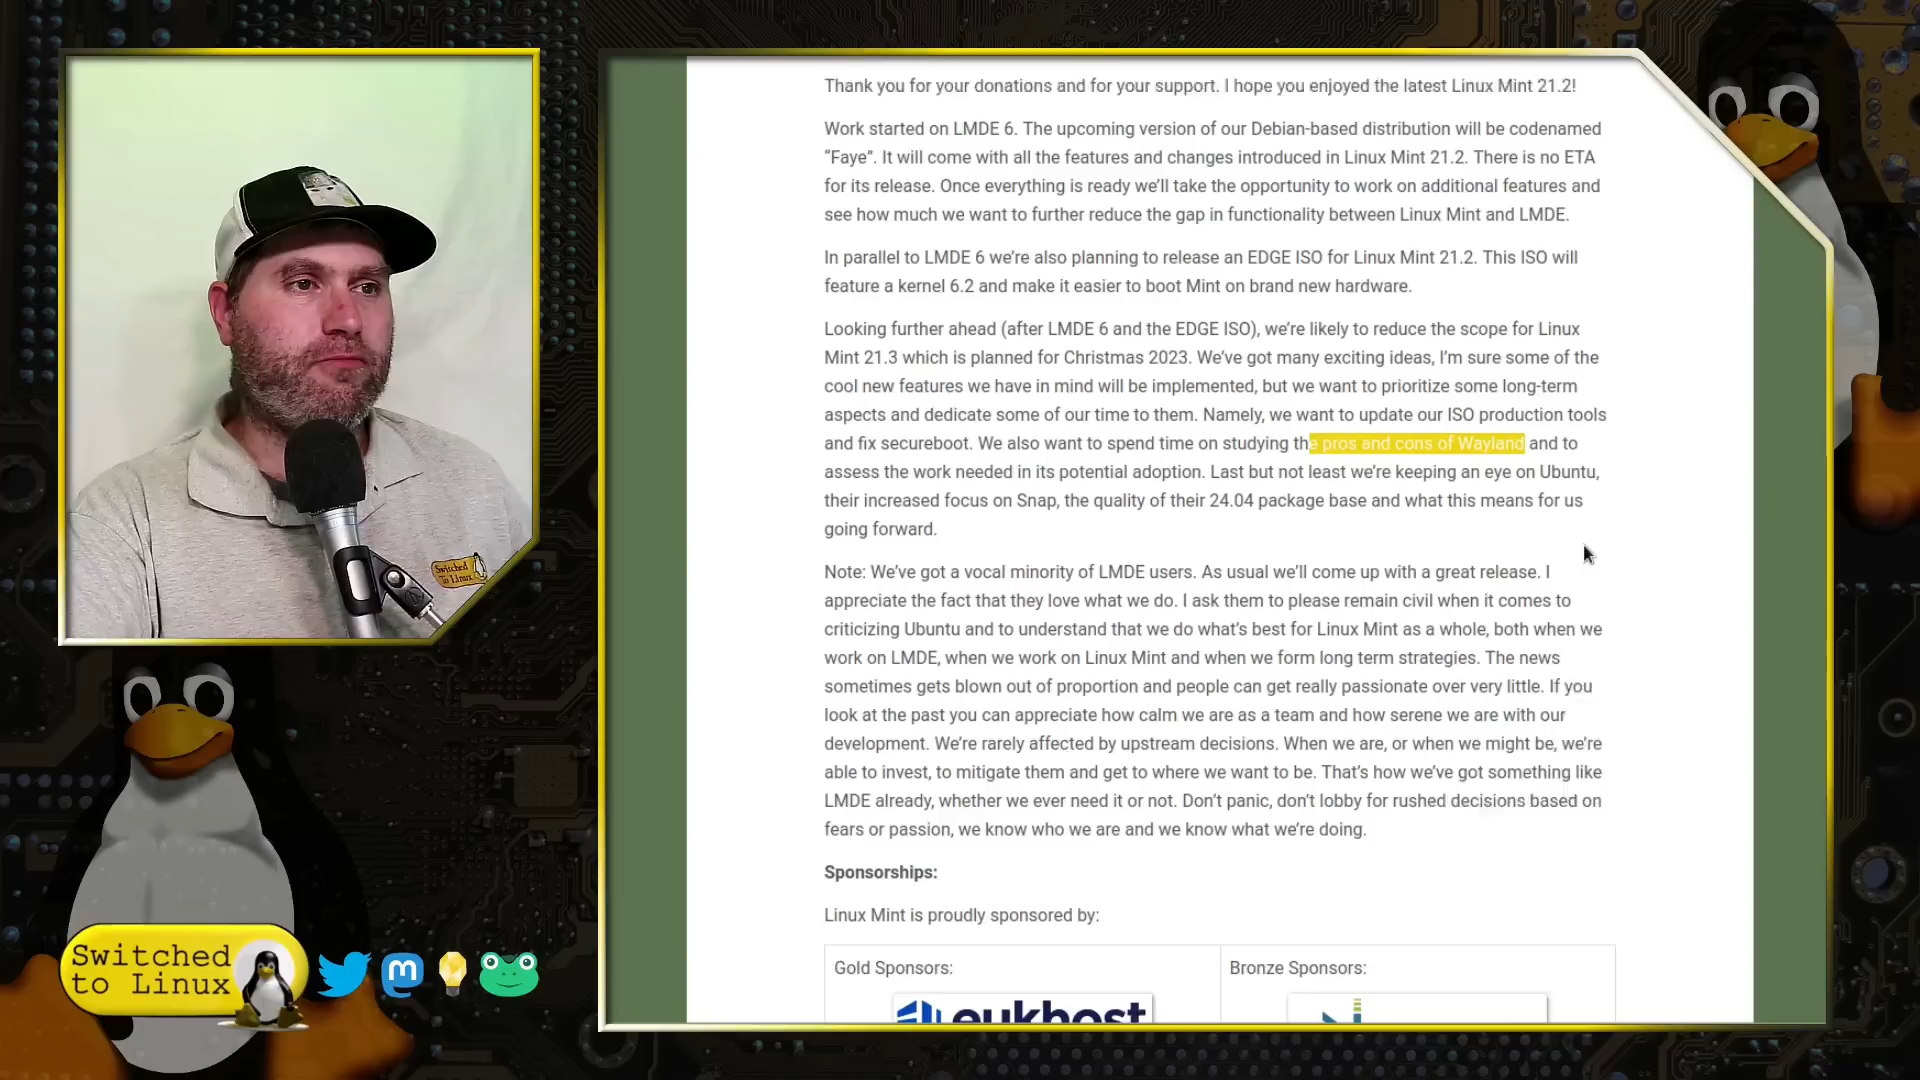 Thank you for your donations and for your support. I hope you enjoyed the latest Linux Mint 21.2!
Work started on LMDE 6. The upcoming version of our Debian-based distribution will be codenamed
“Faye”. It will come with all the features and changes introduced in Linux Mint 21.2. There is no ETA
for its release. Once everything is ready we’ll take the opportunity to work on additional features and
see how much we want to further reduce the gap in functionality between Linux Mint and LMDE.
In parallel to LMDE 6 we’re also planning to release an EDGE ISO for Linux Mint 21.2. This ISO will
feature a kernel 6.2 and make it easier to boot Mint on brand new hardware.
Looking further ahead (after LMDE 6 and the EDGE ISO), we’re likely to reduce the scope for Linux
Mint 21.3 which is planned for Christmas 2023. We’ve got many exciting ideas, I’m sure some of the
cool new features we have in mind will be implemented, but we want to prioritize some long-term
aspects and dedicate some of our time to them. Namely, we want to update our ISO production tools
and fix secureboot. We also want to spend time on studying the pros and cons of Wayland and to
assess the work needed in its potential adoption. Last but not least we’re keeping an eye on Ubuntu,
their increased focus on Snap, the quality of their 24.04 package base and what this means for us
going forward.
Note: We’ve got a vocal minority of LMDE users. As usual we’ll come up with a great release. I
appreciate the fact that they love what we do. I ask them to please remain civil when it comes to
criticizing Ubuntu and to understand that we do what’s best for Linux Mint as a whole, both when we
work on LMDE, when we work on Linux Mint and when we form long term strategies. The news
sometimes gets blown out of proportion and people can get really passionate over very little. If you
look at the past you can appreciate how calm we are as a team and how serene we are with our
development. We’re rarely affected by upstream decisions. When we are, or when we might be, we’re
able to invest, to mitigate them and get to where we want to be. That’s how we’ve got something like
LMDE already, whether we ever need it or not. Don’t panic, don’t lobby for rushed decisions based on
fears or passion, we know who we are and we know what we’re doing.
Sponsorships:
Linux Mint is proudly sponsored by:
Gold Sponsors:
Bronze Sponsors:
eukhost
Switched
To Linux
Switched
to Linux